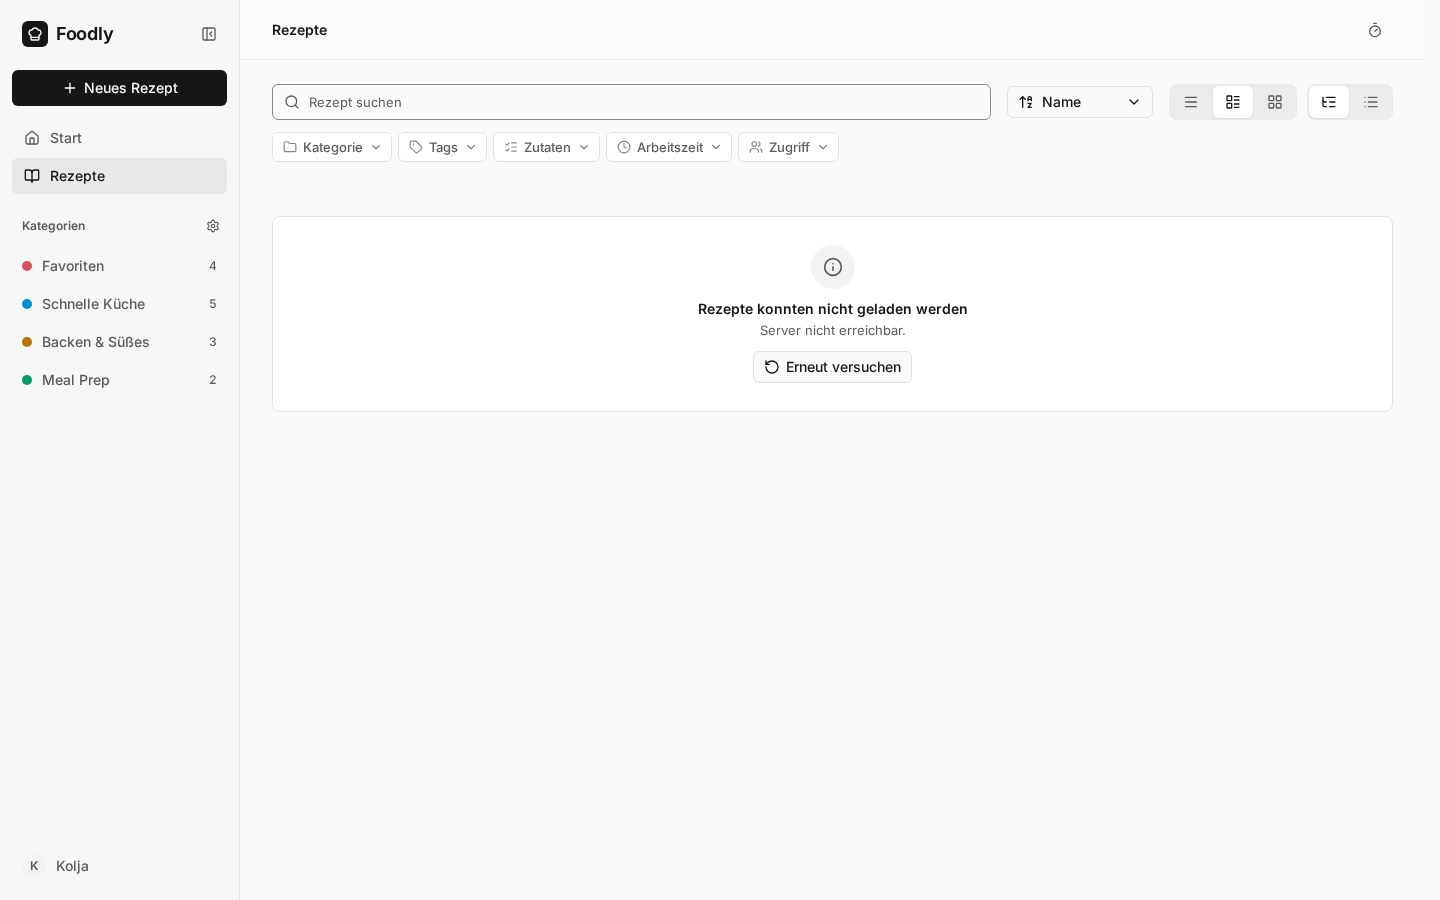 Foodly
Neues Rezept
Start
Rezepte
Kategorien
Favoriten 4
Schnelle Küche 5
Backen & Süßes 3
Meal Prep 2
K Kolja
Rezepte
Rezept suchen
Name
Kategorie Tags Zutaten Arbeitszeit Zugriff
Rezepte konnten nicht geladen werden
Server nicht erreichbar.
Erneut versuchen